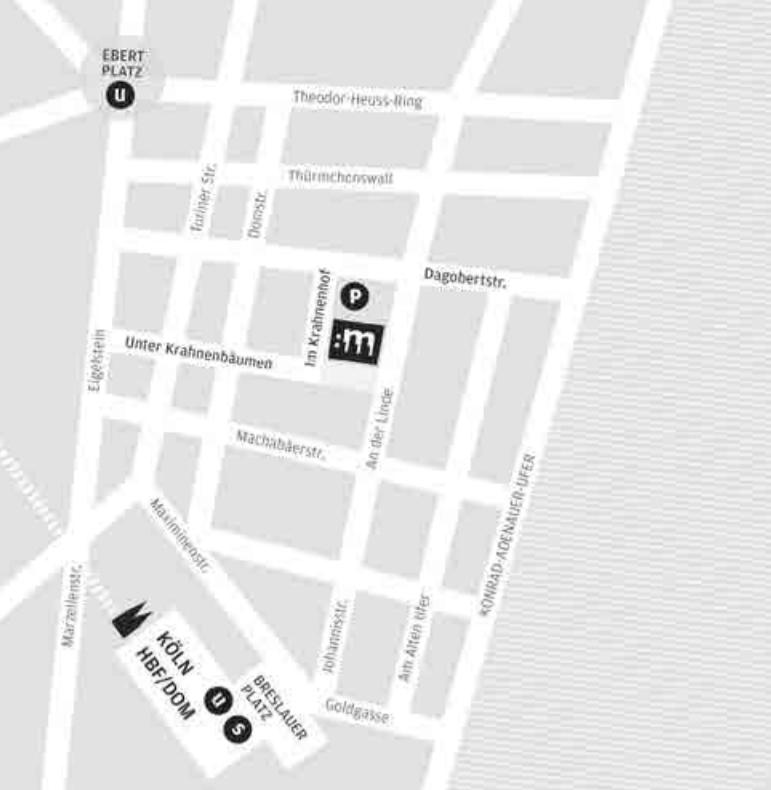 EBERT
PLATZ
U
Theodor-Heuss-Ring
Thürmchenswall
Turiner Str.
Domstr.
Dagobertstr.
Im Krahnenhof
P
:m
Unter Krahnenbäumen
Eigelstein
An der Linde
Machabäerstr.
KONRAD-ADENAUER-UFER
Maximinenstr.
Marzellenstr.
Johannisstr.
Am Alten Ufer
KÖLN
HBF/DOM
U
S
BRESLAUER
PLATZ
Goldgasse